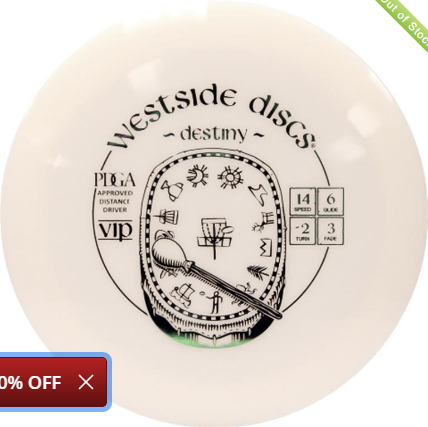 Out of Stoc
westside discs
~ destiny ~
PDGA
APPROVED
DISTANCE
DRIVER
VIP
14
SPEED
6
GLIDE
-2
TURN
3
FADE
0% OFF